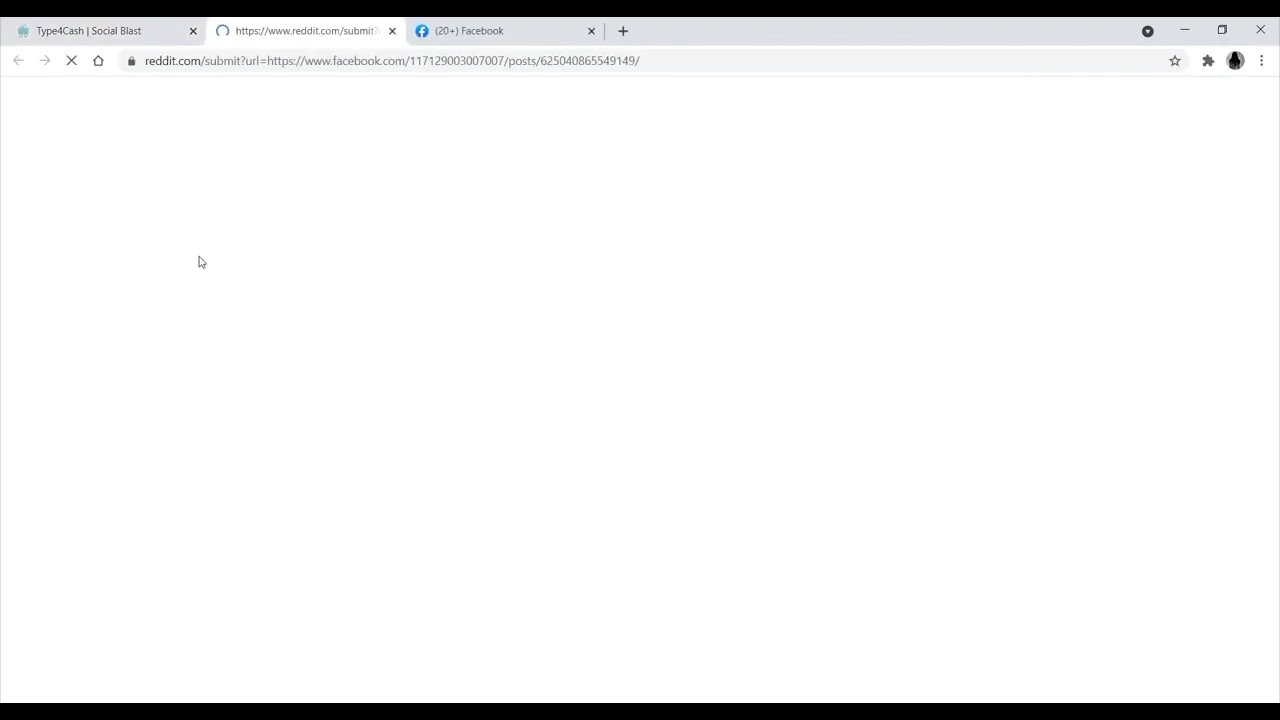 Type4Cash | Social Blast
https://www.reddit.com/submit?
(20+) Facebook
reddit.com/submit?url=https://www.facebook.com/117129003007007/posts/625040865549149/